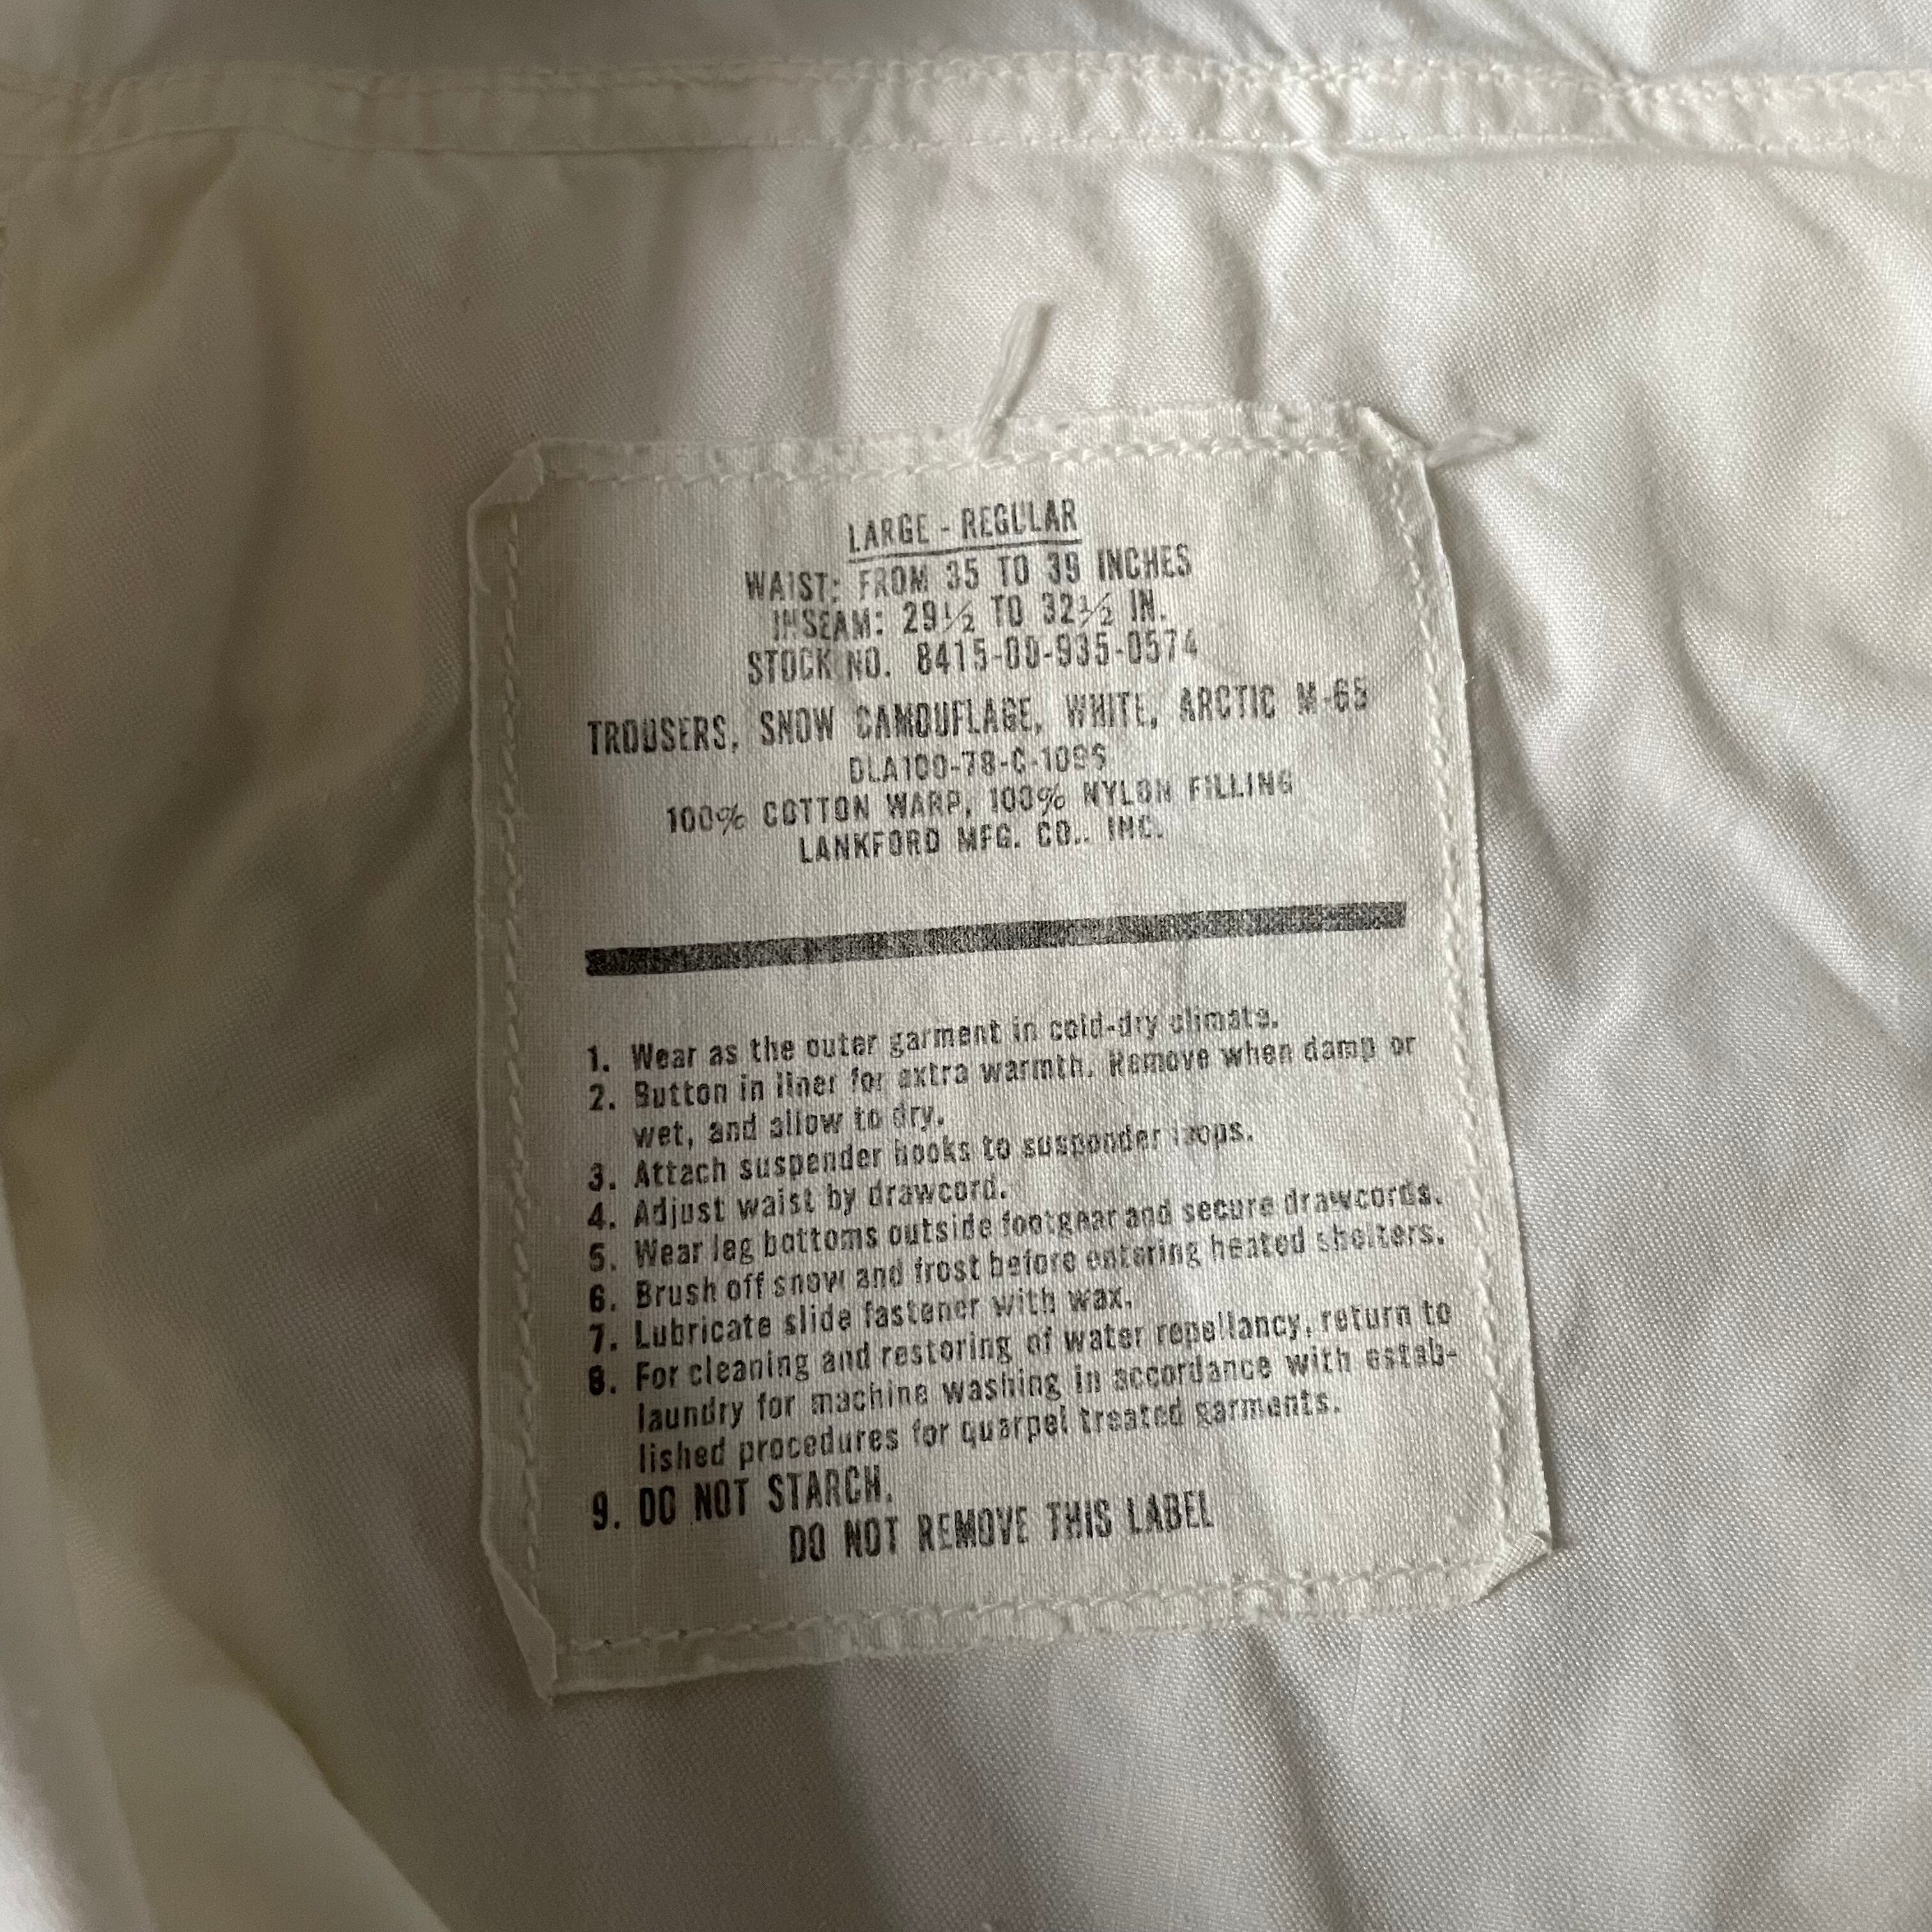 LARGE - REGULAR
WAIST: FROM 35 TO 39 INCHES
INSEAM: 29½ TO 32½ IN.
STOCK NO. 8415-00-935-0574
TROUSERS, SNOW CAMOUFLAGE, WHITE, ARCTIC M-65
100% COTTON WARP, 100% NYLON FILLING
LANKFORD MFG. CO., INC.
1. Wear as the outer garment in cold-dry climate.
2. Button in liner for extra warmth. Remove when damp or
wet, and allow to dry.
3. Attach suspender hooks to suspender loops.
4. Adjust waist by drawcord.
5. Wear leg bottoms outside footgear and secure drawcords.
6. Brush off snow and frost before entering heated shelters.
7. Lubricate slide fastener with wax.
8. For cleaning and restoring of water repellancy, return to
laundry for machine washing in accordance with estab-
lished procedures for quarpel treated garments.
9. DO NOT STARCH.
DO NOT REMOVE THIS LABEL